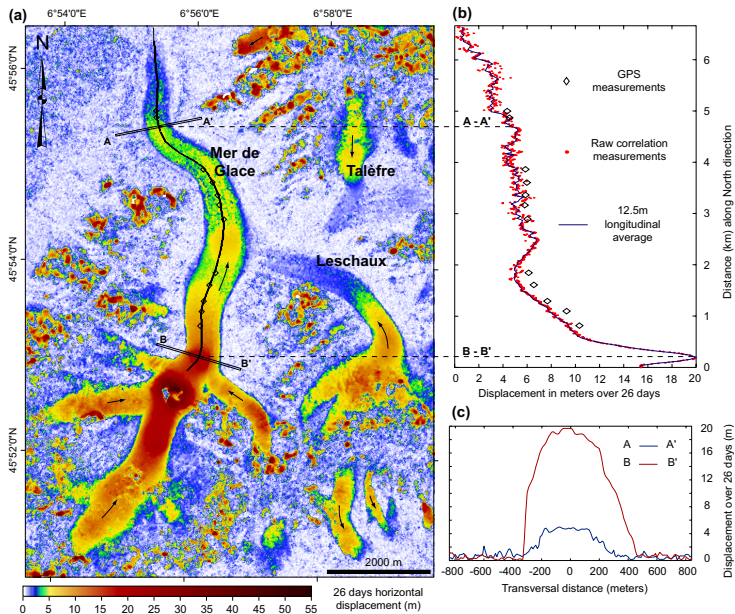 (a)
6°54'0"E
6°56'0"E
6°58'0"E
45°56'0"N
45°54'0"N
45°52'0"N
N
A
A'
Mer de
Glace
Talèfre
Leschaux
B
B'
2000 m
0 5 10 15 20 25 30 35 40 45 50 55
26 days horizontal
displacement (m)
(b)
GPS
measurements
Raw correlation
measurements
12.5m
longitudinal
average
A - A'
B - B'
6
5
4
3
2
1
0
Distance (km) along North direction
0 2 4 6 8 10 12 14 16 18 20
Displacement in meters over 26 days
(c)
A A'
B B'
20
16
12
8
4
0
Displacement over 26 days (m)
-800 -600 -400 -200 0 200 400 600 800
Transversal distance (meters)